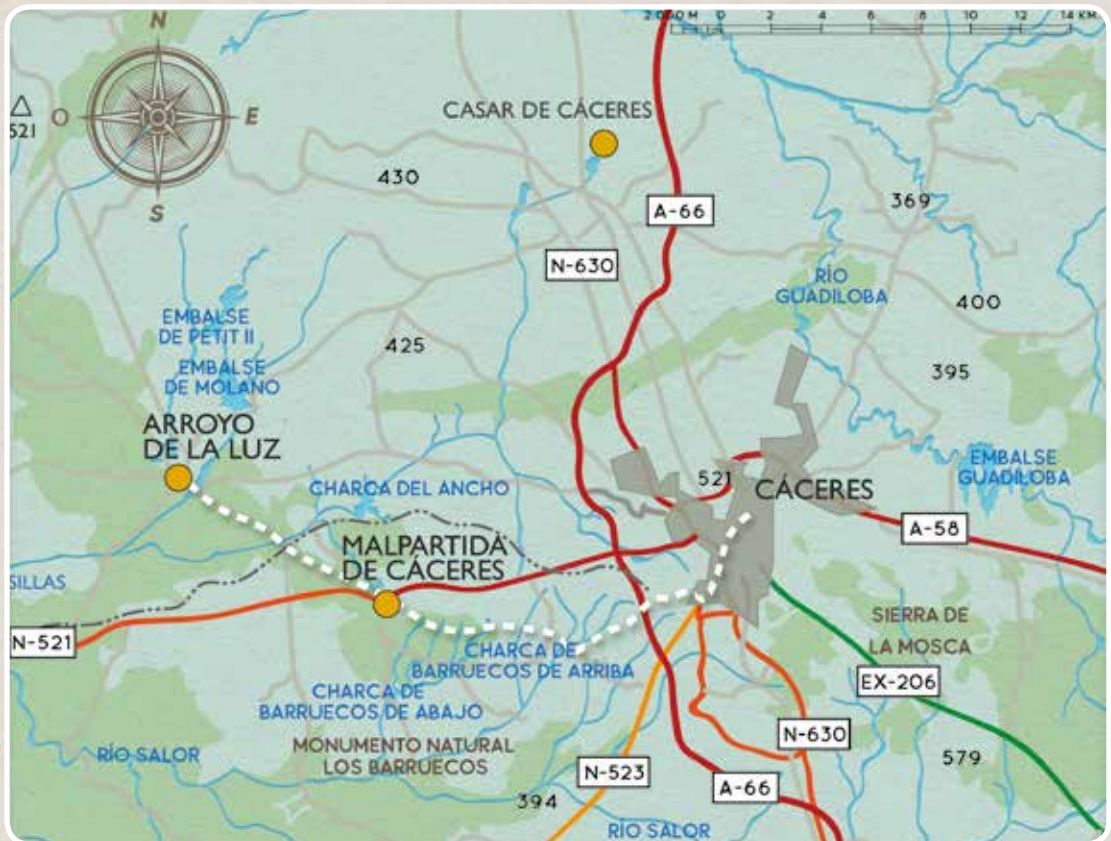 2.000 M 0 2 4 6 8 10 12 14 KM.
N
O
E
S
521
CASAR DE CÁCERES
430
A-66
369
N-630
RÍO
GUADILOBA
400
EMBALSE
DE PETIT II
425
EMBALSE
DE MOLANO
395
ARROYO
DE LA LUZ
EMBALSE
GUADILOBA
521
CÁCERES
CHARCA DEL ANCHO
A-58
MALPARTIDA
DE CÁCERES
SILLAS
N-521
SIERRA DE
LA MOSCA
CHARCA DE
BARRUECOS DE ARRIBA
EX-206
CHARCA DE
BARRUECOS DE ABAJO
N-630
RÍO SALOR
MONUMENTO NATURAL
LOS BARRUECOS
579
N-523
A-66
394
RÍO SALOR